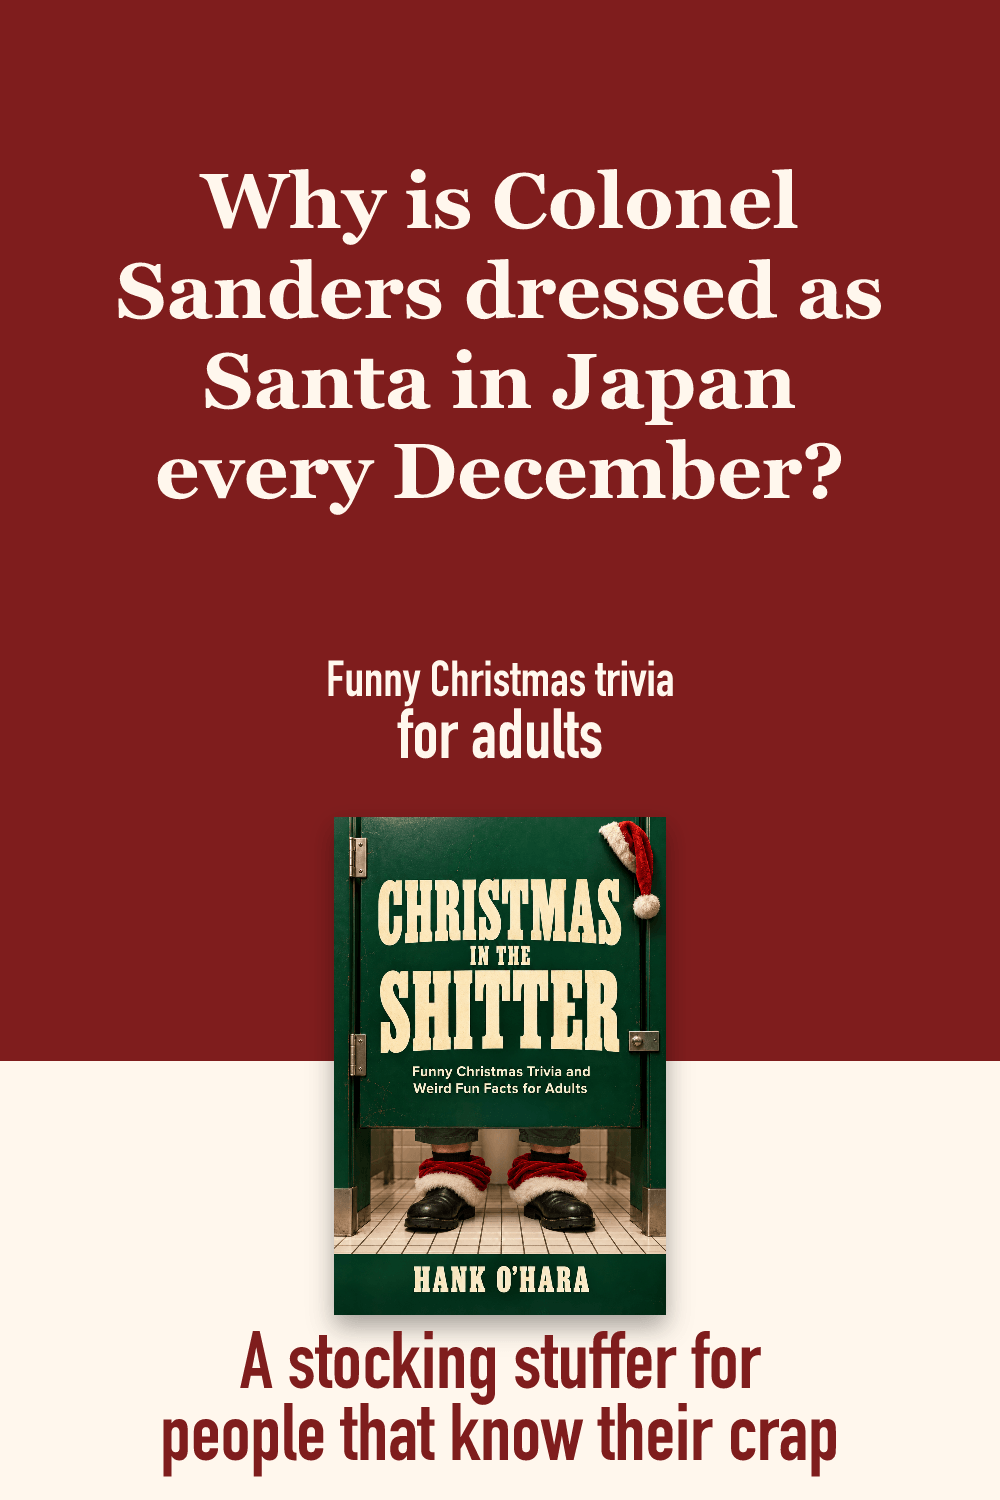 Why is Colonel
Sanders dressed as
Santa in Japan
every December?
Funny Christmas trivia
for adults
CHRISTMAS
IN THE
SHITTER
Funny Christmas Trivia and
Weird Fun Facts for Adults
HANK O'HARA
A stocking stuffer for
people that know their crap